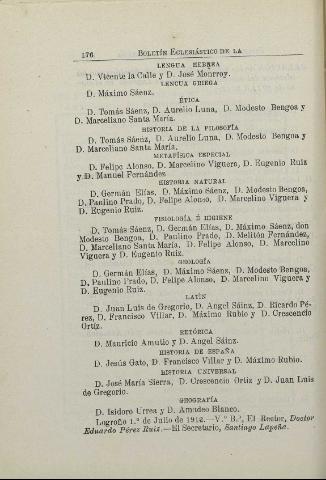 176 BOLETÍN ECLESIÁSTICO DE LA
LENGUA HEBREA
D. Vicente la Calle y D. José Monroy.
LENGUA GRIEGA
D. Máximo Sáenz.
ÉTICA
D. Tomás Sáenz, D. Aurelio Luna, D. Modesto Bengoa y
D. Marceliano Santa María.
HISTORIA DE LA FILOSOFÍA
D. Tomás Sáenz, D. Aurelio Luna, D. Modesto Bengoa y
D. Marceliano Santa María.
METAFÍSICA ESPECIAL
D. Felipe Alonso, D. Marcelino Viguera, D. Eugenio Ruiz
y D. Manuel Fernández
HISTORIA NATURAL
D. Germán Elías, D. Máximo Sáenz, D. Modesto Bengoa,
D. Paulino Prado, D. Felipe Alonso, D. Marcelino Viguera y
D. Eugenio Ruiz.
FISIOLOGÍA É HIGIENE
D. Tomás Sáenz, D. Germán Elías, D. Máximo Sáenz, don
Modesto Bengoa, D. Paulino Prado, D. Melitón Fernández,
D. Marceliano Santa María, D. Felipe Alonso, D. Marcelino
Viguera y D. Eugenio Ruiz.
GEOLOGÍA
D. Germán Elías, D. Máximo Sáenz, D. Modesto Bengoa,
D. Paulino Prado, D. Felipe Alonso, D. Marcelino Viguera y
D. Eugenio Ruiz.
LATÍN
D. Juan Luis de Gregorio, D. Angel Sáinz, D. Ricardo Pé-
rez, D. Francisco Villar, D. Máximo Rubio y D. Crescencio
Ortiz.
RETÓRICA
D. Mauricio Amutio y D. Angel Sáinz.
HISTORIA DE ESPAÑA
D. Jesús Gato, D. Francisco Villar y D. Máximo Rubio.
HISTORIA UNIVERSAL
D. José María Sierra, D. Crescencio Ortiz y D. Juan Luis
de Gregorio.
GEOGRAFÍA
D. Isidoro Urrea y D. Amadeo Blanco.
Logroño 1.º de Julio de 1912.—V.º B.º, El Rector, Doctor
Eduardo Pérez Ruiz.—El Secretario, Santiago Lapeña.